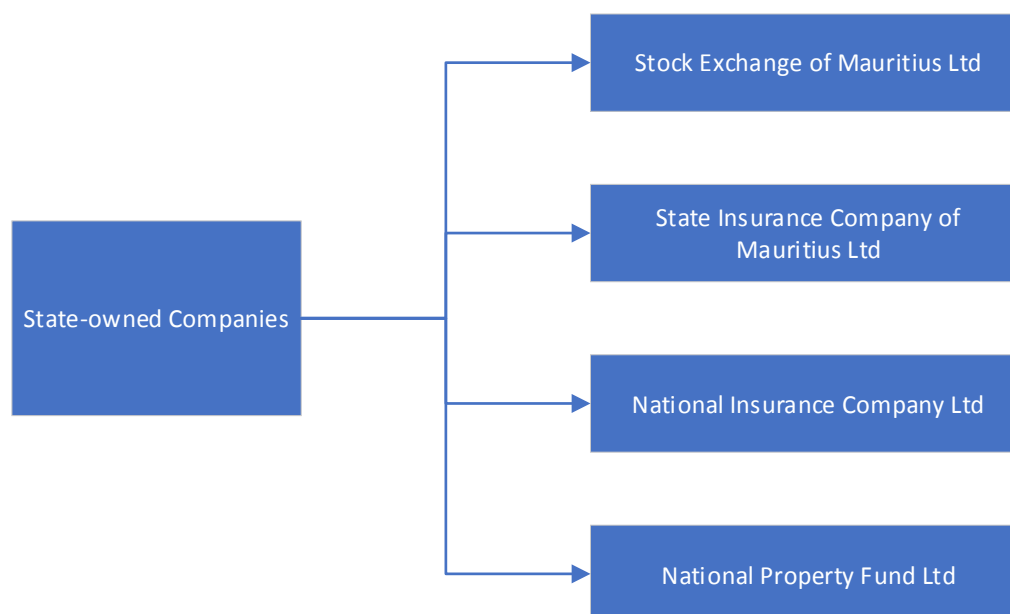 Stock Exchange of Mauritius Ltd
State Insurance Company of
Mauritius Ltd
State-owned Companies
National Insurance Company Ltd
National Property Fund Ltd